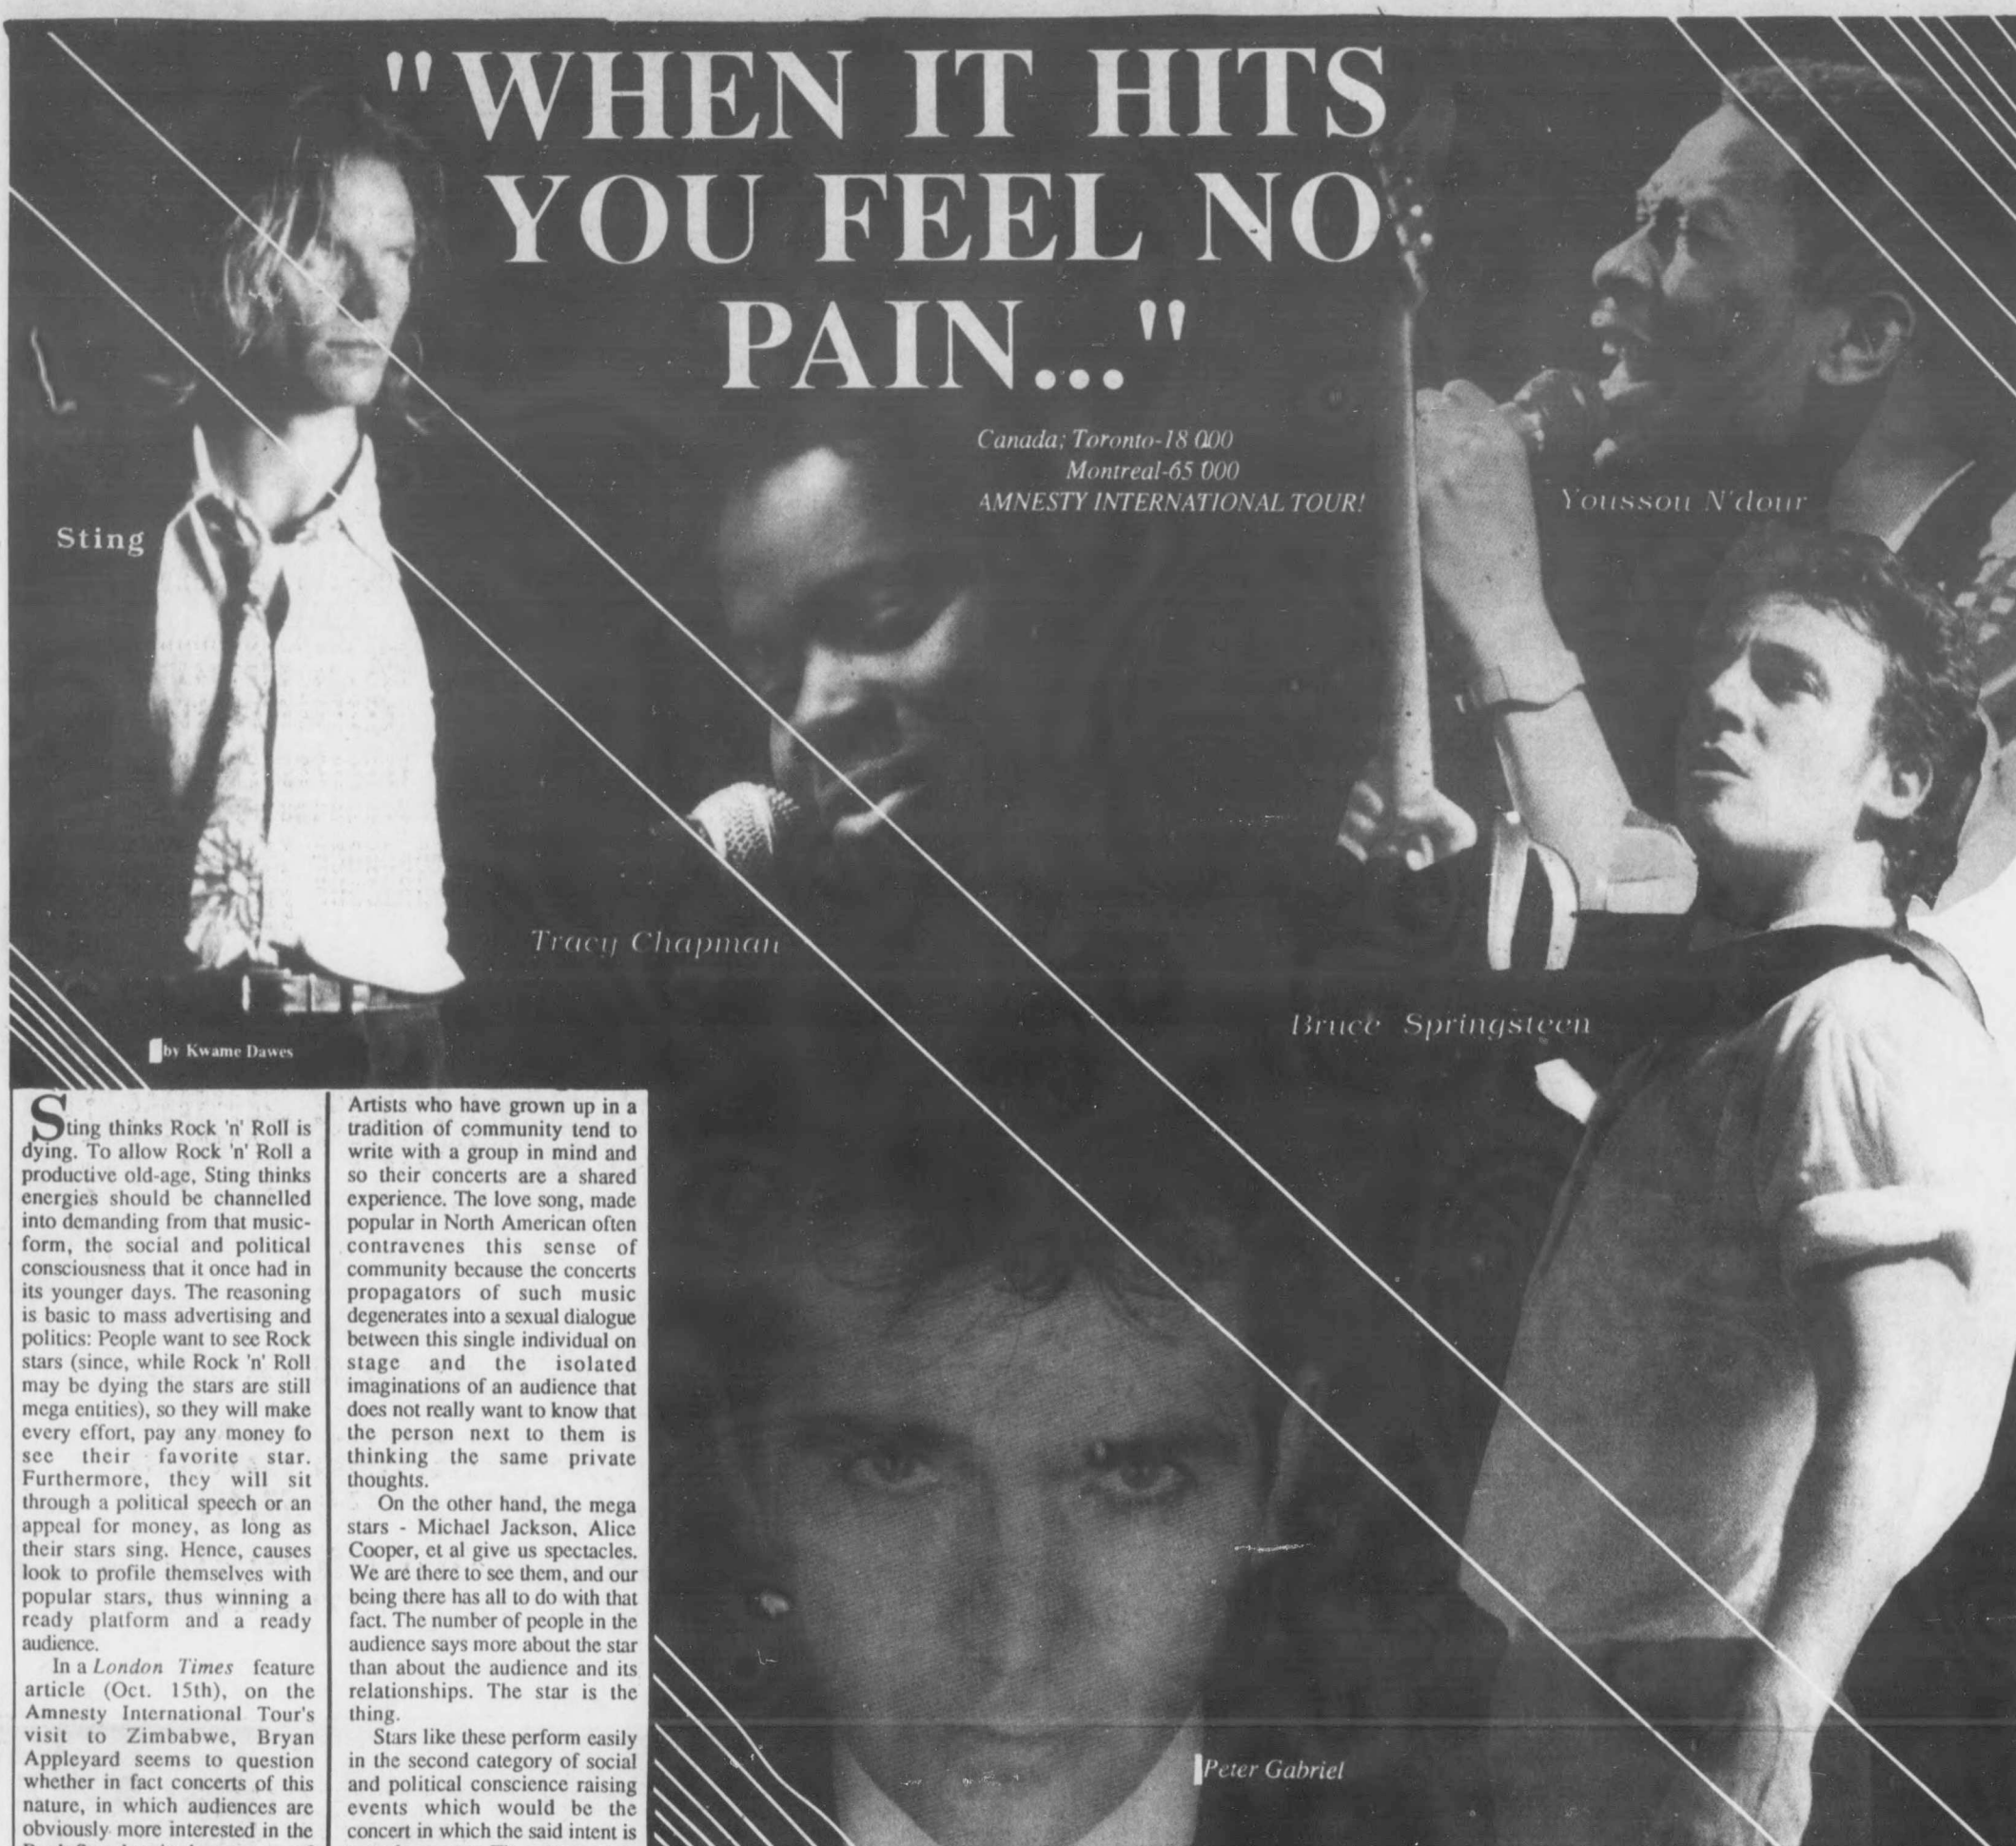 "WHEN IT HITS
YOU FEEL NO
PAIN..."
Canada; Toronto-18 000
Montreal-65 000
AMNESTY INTERNATIONAL TOUR!
Youssou N'dour
Sting
Tracy Chapman
Bruce Springsteen
by Kwame Dawes
Sting thinks Rock 'n' Roll is
dying. To allow Rock 'n' Roll a
productive old-age, Sting thinks
energies should be channelled
into demanding from that music-
form, the social and political
consciousness that it once had in
its younger days. The reasoning
is basic to mass advertising and
politics: People want to see Rock
stars (since, while Rock 'n' Roll
may be dying the stars are still
mega entities), so they will make
every effort, pay any money to
see their favorite star.
Furthermore, they will sit
through a political speech or an
appeal for money, as long as
their stars sing. Hence, causes
look to profile themselves with
popular stars, thus winning a
ready platform and a ready
audience.
In a London Times feature
article (Oct. 15th), on the
Amnesty International Tour's
visit to Zimbabwe, Bryan
Appleyard seems to question
whether in fact concerts of this
nature, in which audiences are
obviously more interested in the
Artists who have grown up in a
tradition of community tend to
write with a group in mind and
so their concerts are a shared
experience. The love song, made
popular in North American often
contravenes this sense of
community because the concerts
propagators of such music
degenerates into a sexual dialogue
between this single individual on
stage and the isolated
imaginations of an audience that
does not really want to know that
the person next to them is
thinking the same private
thoughts.
On the other hand, the mega
stars - Michael Jackson, Alice
Cooper, et al give us spectacles.
We are there to see them, and our
being there has all to do with that
fact. The number of people in the
audience says more about the star
than about the audience and its
relationships. The star is the
thing.
Stars like these perform easily
in the second category of social
and political conscience raising
events which would be the
concert in which the said intent is
Peter Gabriel